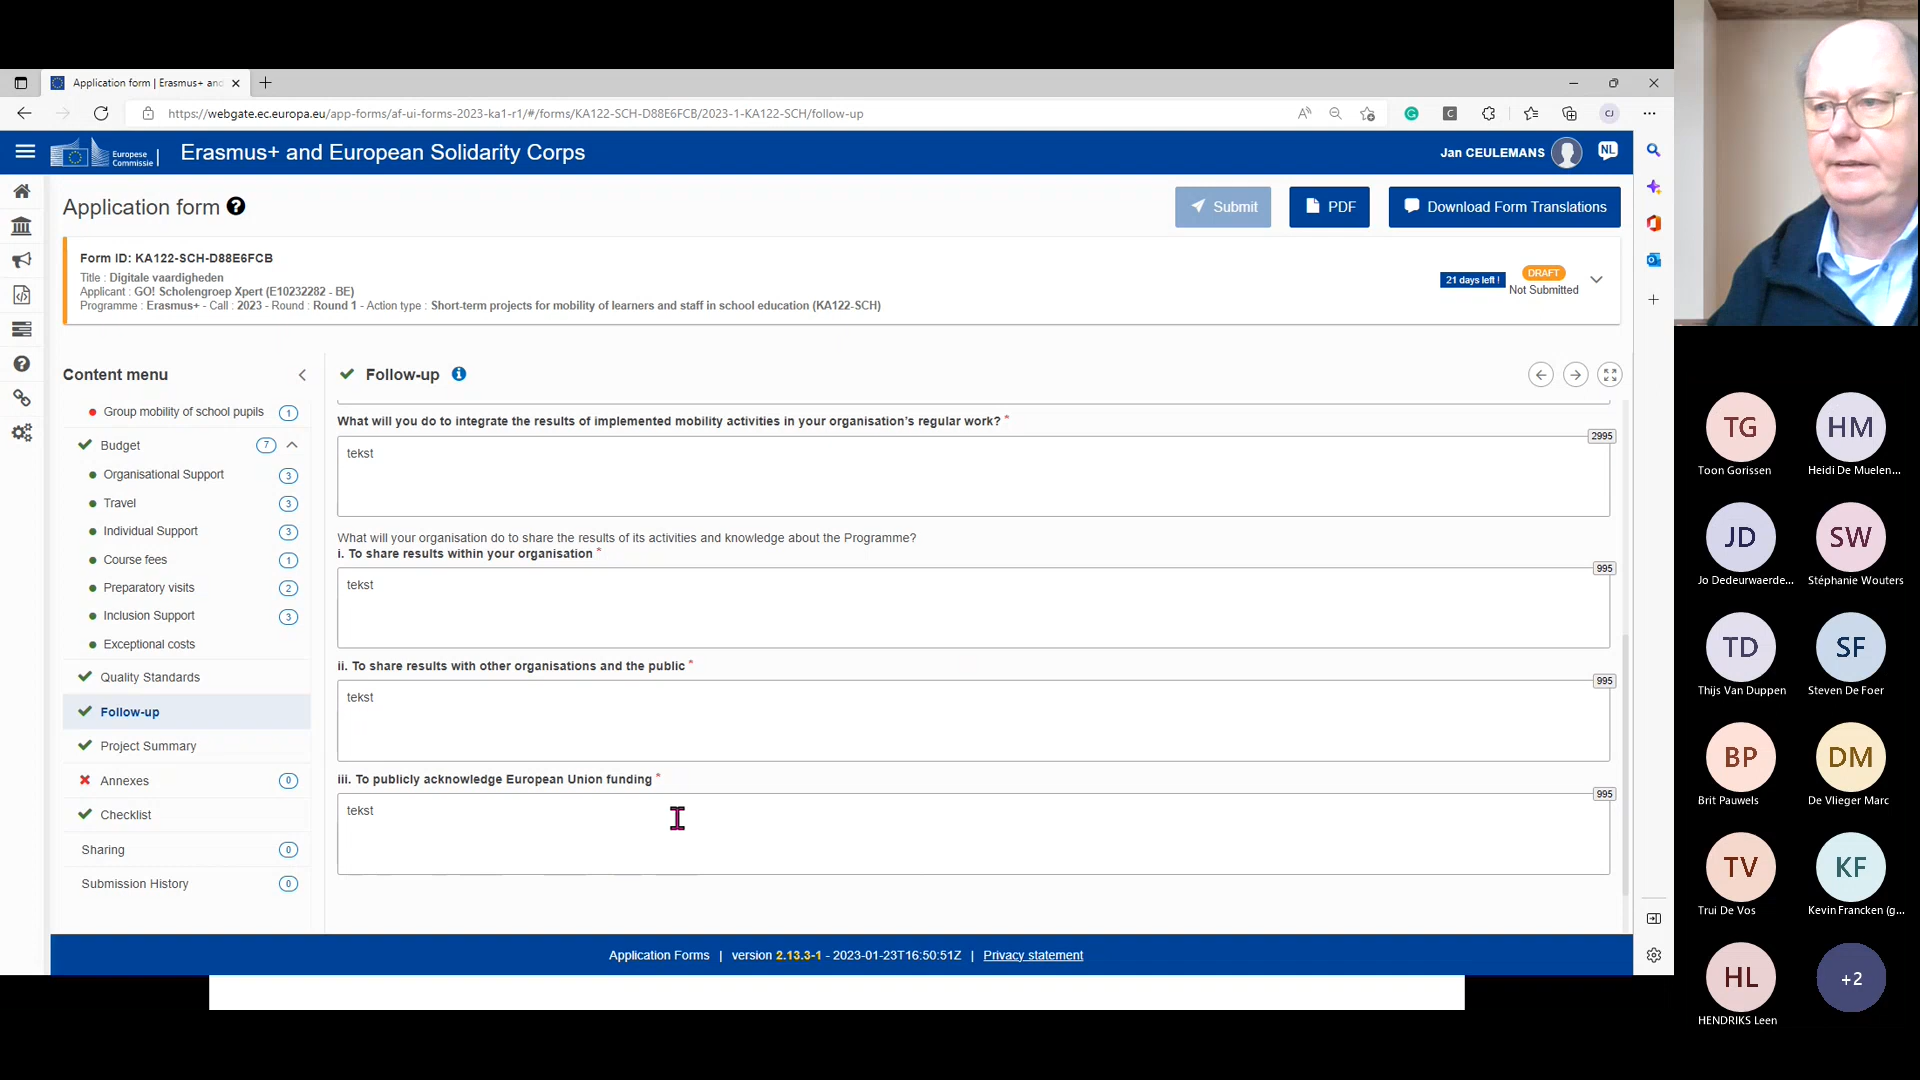 Application form | Erasmus+ and
https://webgate.ec.europa.eu/app-forms/af-ui-forms-2023-ka1-r1/#/forms/KA122-SCH-D88E6FCB/2023-1-KA122-SCH/follow-up
CJ
Europese
Commissie
Erasmus+ and European Solidarity Corps
Jan CEULEMANS
NL
Application form
Submit
PDF
Download Form Translations
Form ID: KA122-SCH-D88E6FCB
Title : Digitale vaardigheden
Applicant : GO! Scholengroep Xpert (E10232282 - BE)
Programme : Erasmus+ - Call : 2023 - Round : Round 1 - Action type : Short-term projects for mobility of learners and staff in school education (KA122-SCH)
21 days left !
DRAFT
Not Submitted
Content menu
Group mobility of school pupils 1
Budget 7
Organisational Support 3
Travel 3
Individual Support 3
Course fees 1
Preparatory visits 2
Inclusion Support 3
Exceptional costs
Quality Standards
Follow-up
Project Summary
Annexes 0
Checklist
Sharing 0
Submission History 0
Follow-up
What will you do to integrate the results of implemented mobility activities in your organisation's regular work? *
2995
tekst
What will your organisation do to share the results of its activities and knowledge about the Programme?
i. To share results within your organisation *
995
tekst
ii. To share results with other organisations and the public *
995
tekst
iii. To publicly acknowledge European Union funding *
995
tekst
Application Forms | version 2.13.3-1 - 2023-01-23T16:50:51Z | Privacy statement
TG
Toon Gorissen
HM
Heidi De Muelen...
JD
Jo Dedeurwaerde...
SW
Stéphanie Wouters
TD
Thijs Van Duppen
SF
Steven De Foer
BP
Brit Pauwels
DM
De Vlieger Marc
TV
Trui De Vos
KF
Kevin Francken (g...
HL
HENDRIKS Leen
+2